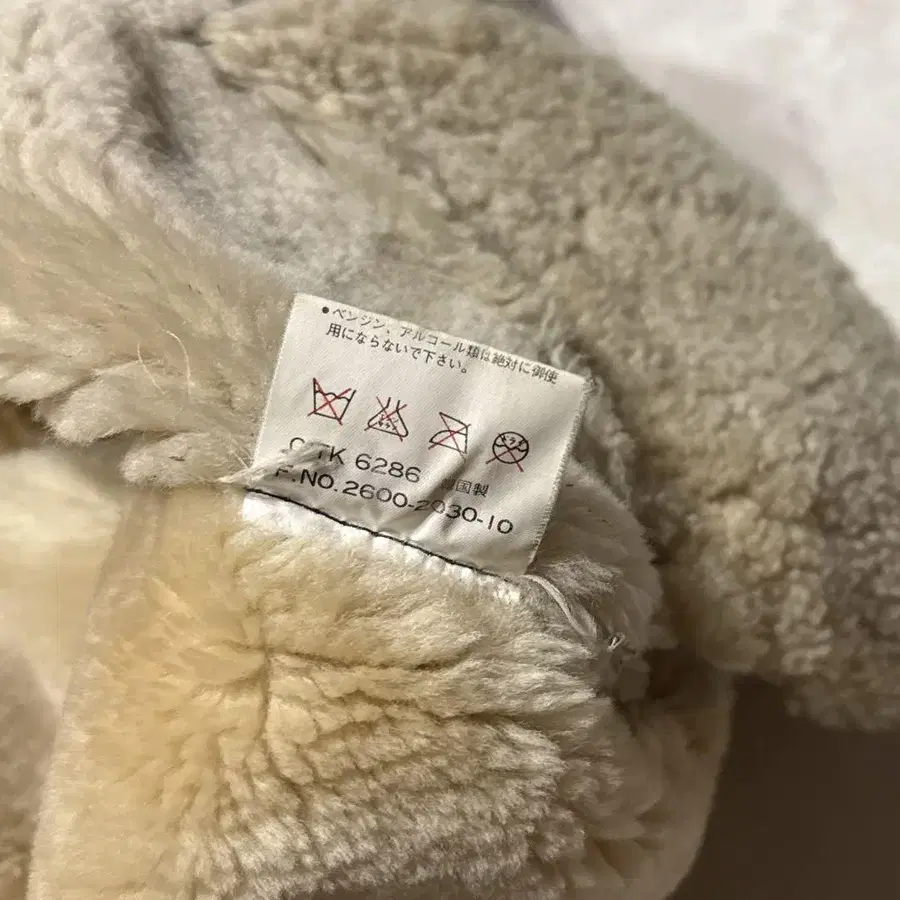 ●ベンジン、アルコール類は絶対に御使
用にならないで下さい。
6286 韓国製
F.NO.2600-2030-10